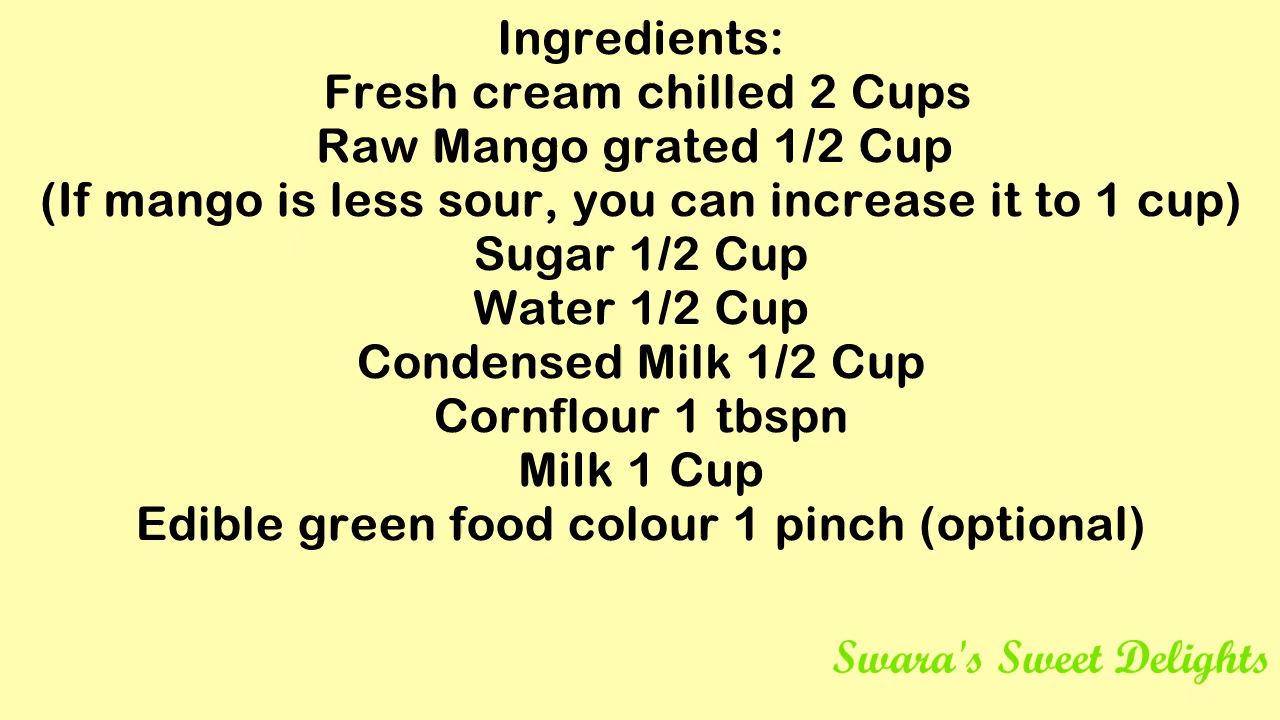 Ingredients:
Fresh cream chilled 2 Cups
Raw Mango grated 1/2 Cup
(If mango is less sour, you can increase it to 1 cup)
Sugar 1/2 Cup
Water 1/2 Cup
Condensed Milk 1/2 Cup
Cornflour 1 tbspn
Milk 1 Cup
Edible green food colour 1 pinch (optional)
Swara's Sweet Delights